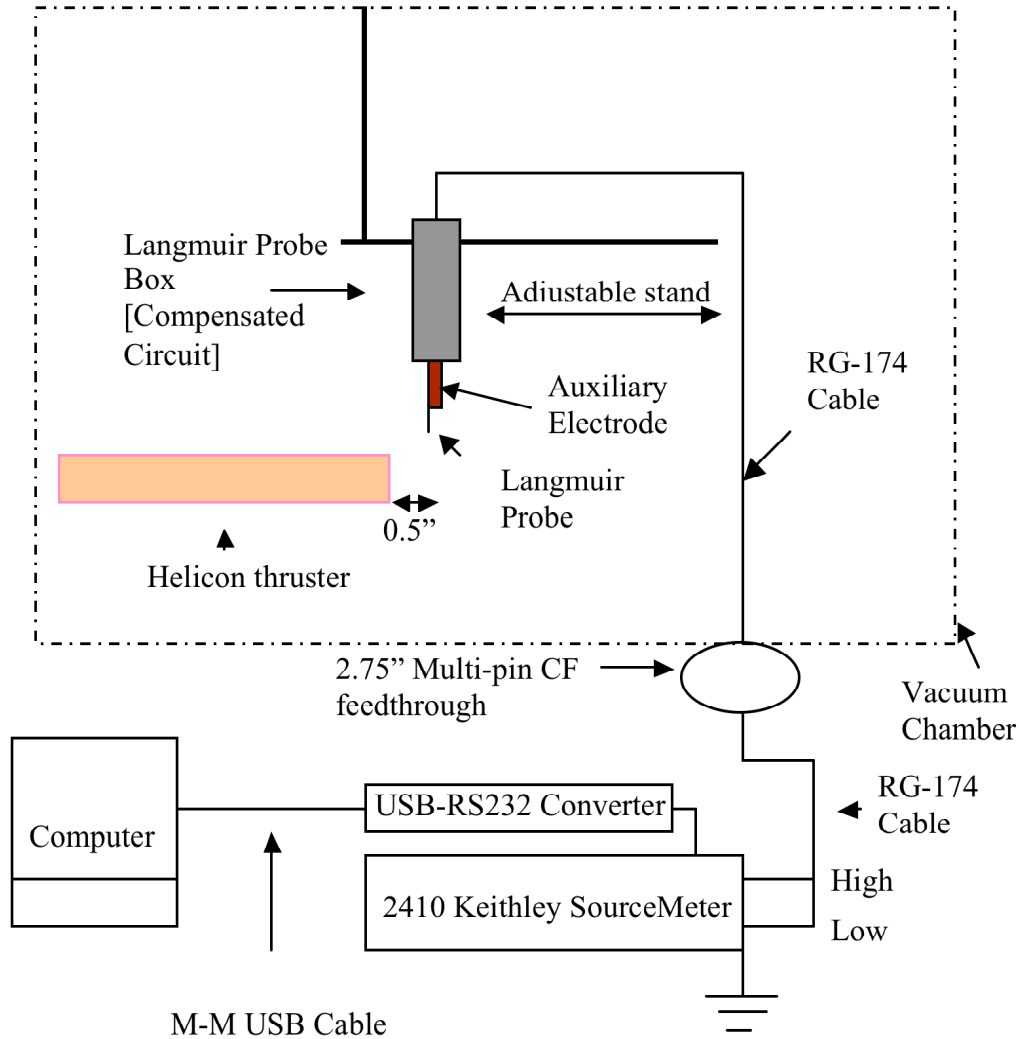 Langmuir Probe
Box
[Compensated
Circuit]
Adjustable stand
RG-174
Cable
Auxiliary
Electrode
Langmuir
Probe
0.5”
Helicon thruster
2.75” Multi-pin CF
feedthrough
Vacuum
Chamber
USB-RS232 Converter
RG-174
Cable
Computer
2410 Keithley SourceMeter
High
Low
M-M USB Cable